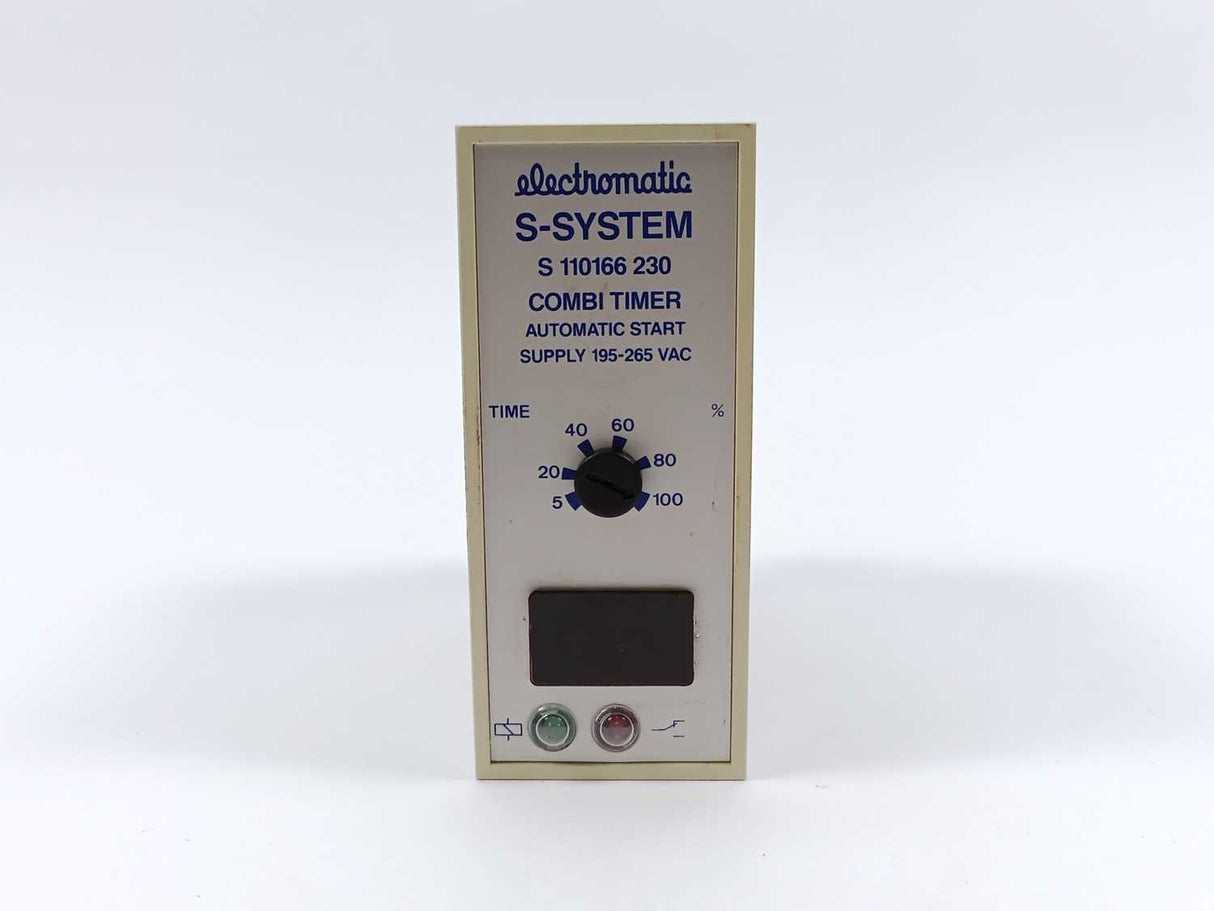 electromatic
S-SYSTEM
S 110166 230
COMBI TIMER
AUTOMATIC START
SUPPLY 195-265 VAC
TIME %
40 60
20 80
5 100